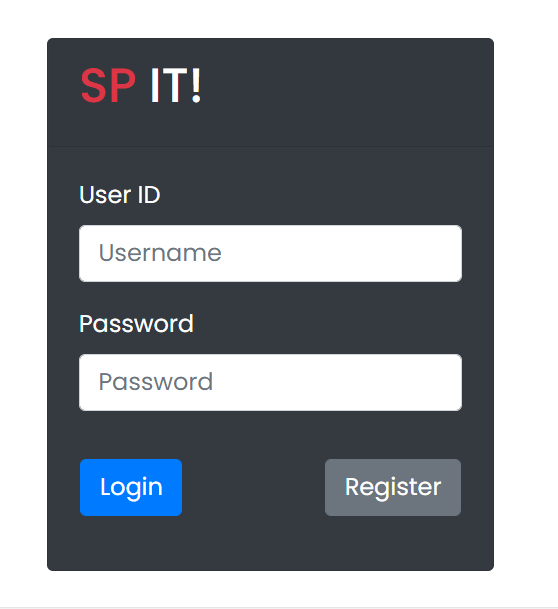 SP IT!
User ID
Username
Password
Password
Login Register